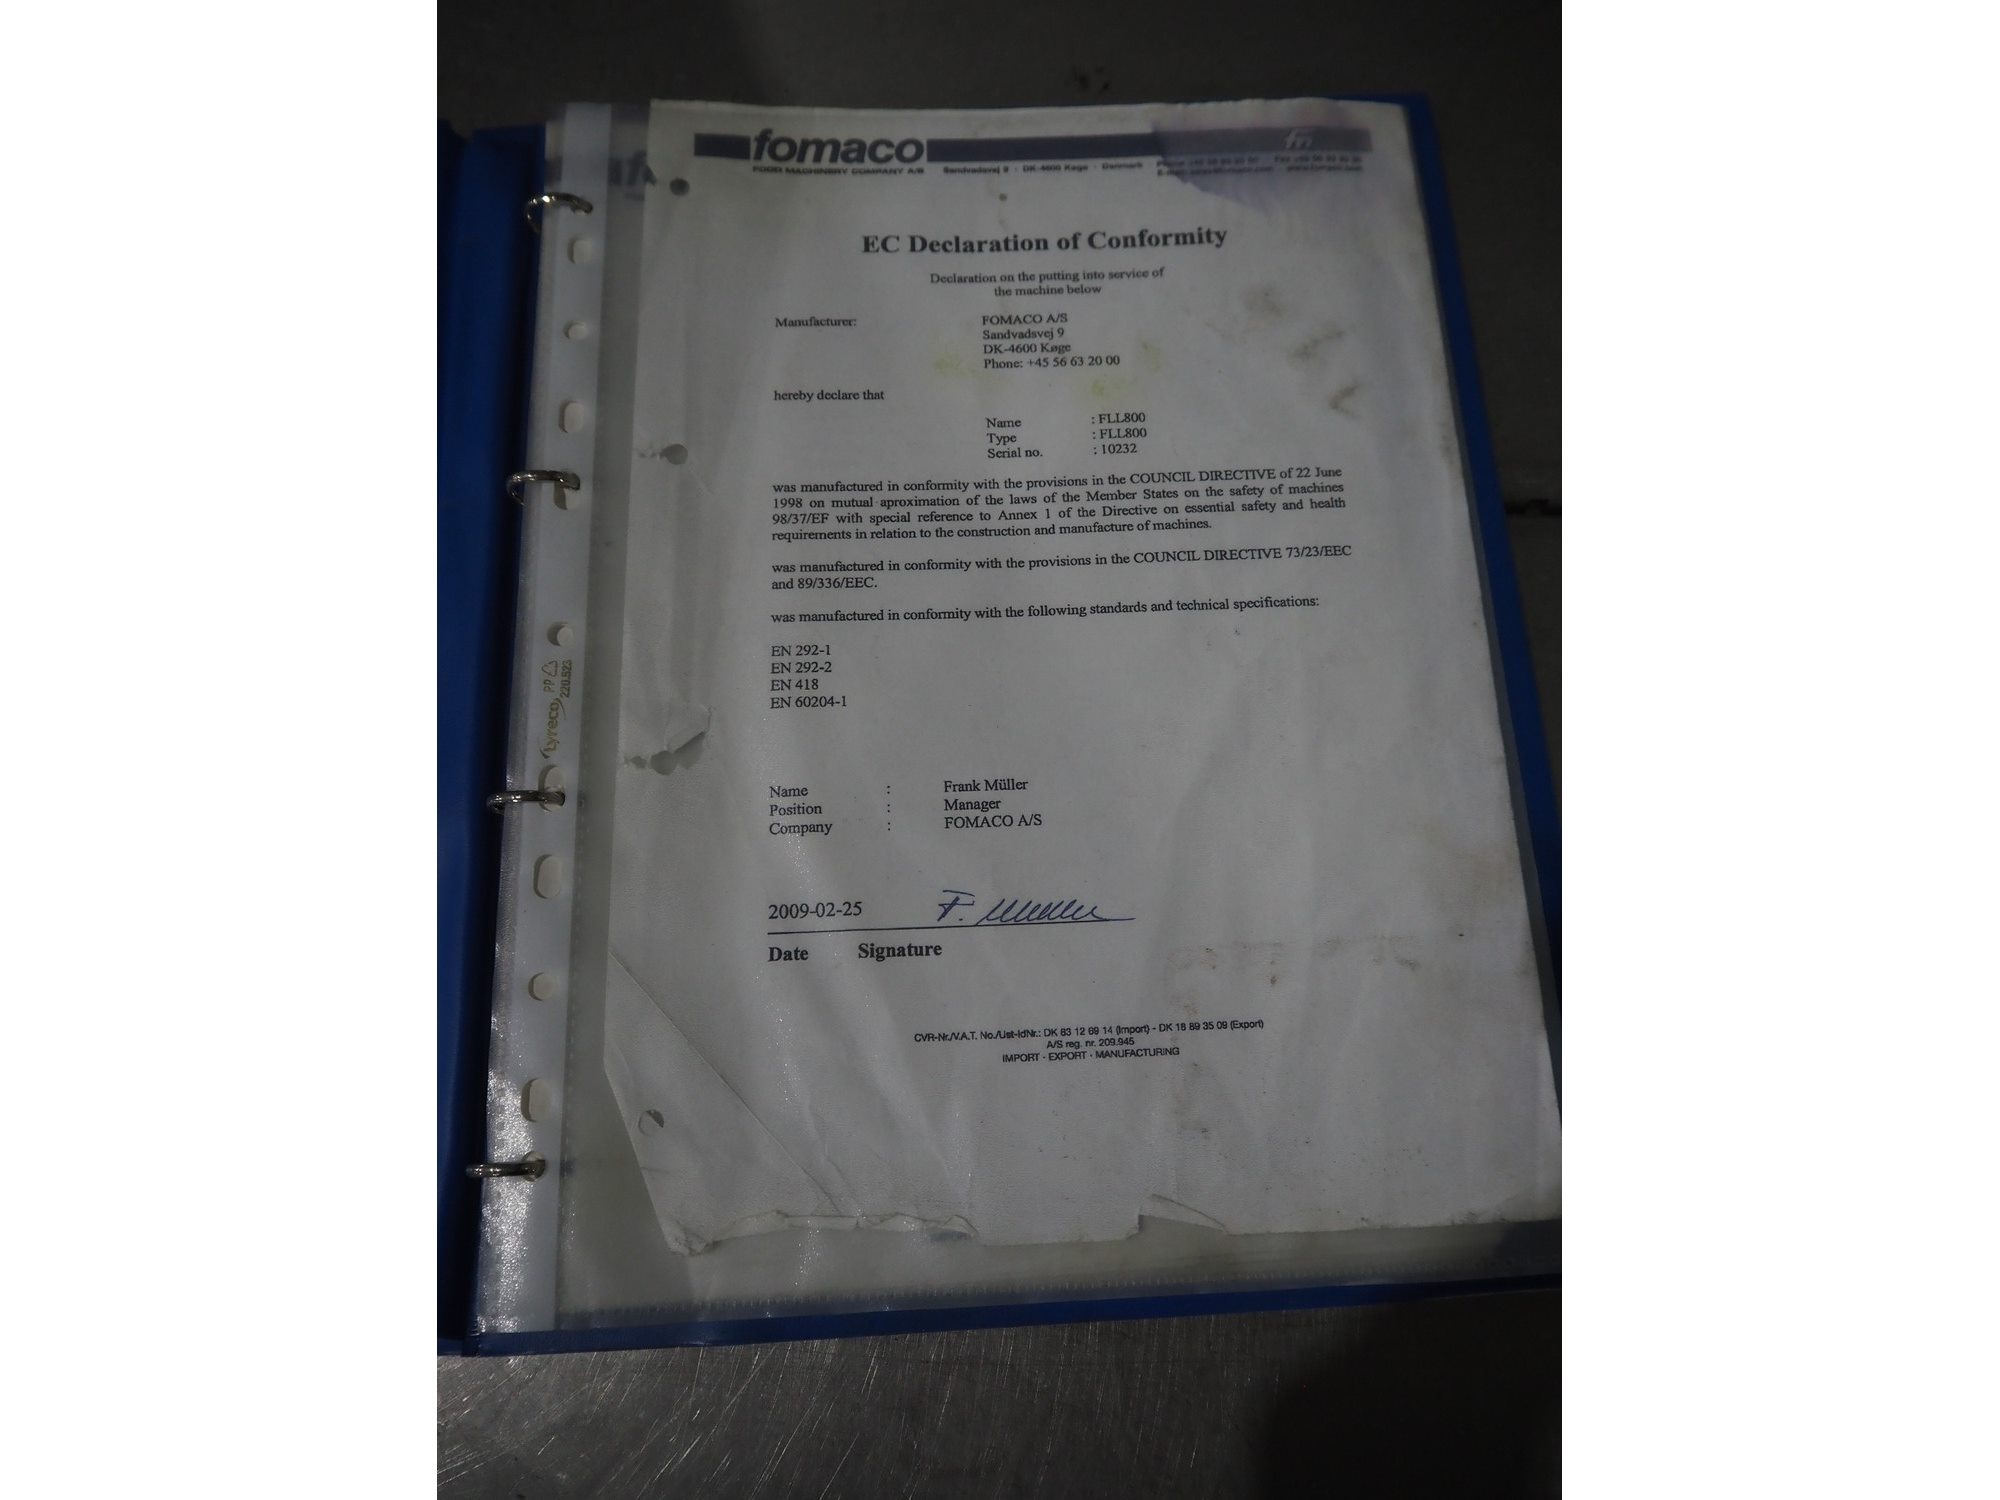 fomaco
FOOD MACHINERY COMPANY A/S
Sandvadsvej 9 · DK-4600 Køge · Danmark
EC Declaration of Conformity
Declaration on the putting into service of
the machine below
Manufacturer: FOMACO A/S
Sandvadsvej 9
DK-4600 Køge
Phone: +45 56 63 20 00
hereby declare that
Name : FLL800
Type : FLL800
Serial no. : 10232
was manufactured in conformity with the provisions in the COUNCIL DIRECTIVE of 22 June
1998 on mutual aproximation of the laws of the Member States on the safety of machines
98/37/EF with special reference to Annex 1 of the Directive on essential safety and health
requirements in relation to the construction and manufacture of machines.
was manufactured in conformity with the provisions in the COUNCIL DIRECTIVE 73/23/EEC
and 89/336/EEC.
was manufactured in conformity with the following standards and technical specifications:
EN 292-1
EN 292-2
EN 418
EN 60204-1
Name : Frank Müller
Position : Manager
Company : FOMACO A/S
2009-02-25 F. Müller
Date Signature
CVR-Nr./V.A.T. No./Ust-IdNr.: DK 83 12 69 14 (Import) - DK 18 89 35 09 (Export)
A/S reg. nr. 209.945
IMPORT - EXPORT - MANUFACTURING
Lyreco PP
220.523